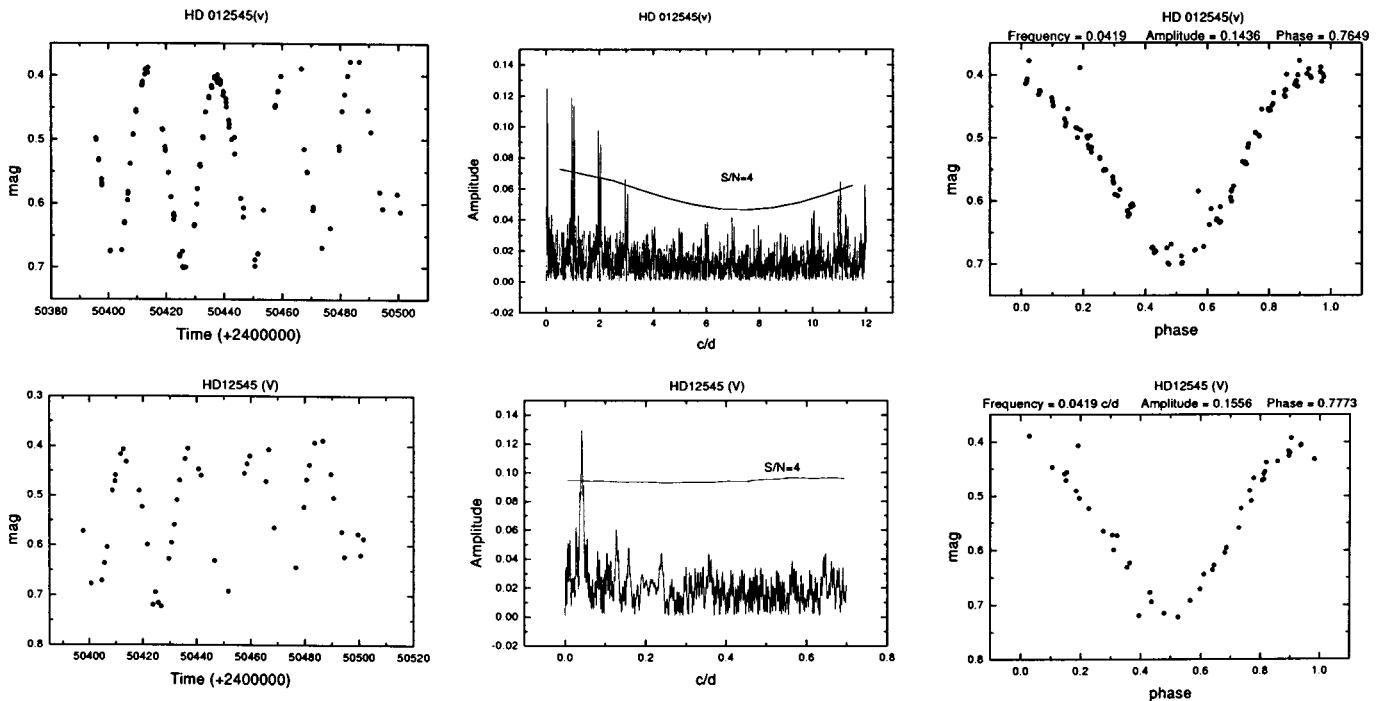 HD 012545(v)
mag
0.4
0.5
0.6
0.7
50380 50400 50420 50440 50460 50480 50500
Time (+2400000)
HD 012545(v)
Amplitude
0.14
0.12
0.10
0.08
0.06
0.04
0.02
0.00
-0.02
S/N=4
0 2 4 6 8 10 12
c/d
HD 012545(v)
Frequency = 0.0419 Amplitude = 0.1436 Phase = 0.7649
mag
0.4
0.5
0.6
0.7
0.0 0.2 0.4 0.6 0.8 1.0
phase
HD12545 (V)
mag
0.3
0.4
0.5
0.6
0.7
0.8
50400 50420 50440 50460 50480 50500 50520
Time (+2400000)
HD12545 (V)
Amplitude
0.14
0.12
0.10
0.08
0.06
0.04
0.02
0.00
-0.02
S/N=4
0.0 0.2 0.4 0.6 0.8
c/d
HD12545 (V)
Frequency = 0.0419 c/d Amplitude = 0.1556 Phase = 0.7773
mag
0.4
0.5
0.6
0.7
0.8
0.0 0.2 0.4 0.6 0.8 1.0
phase